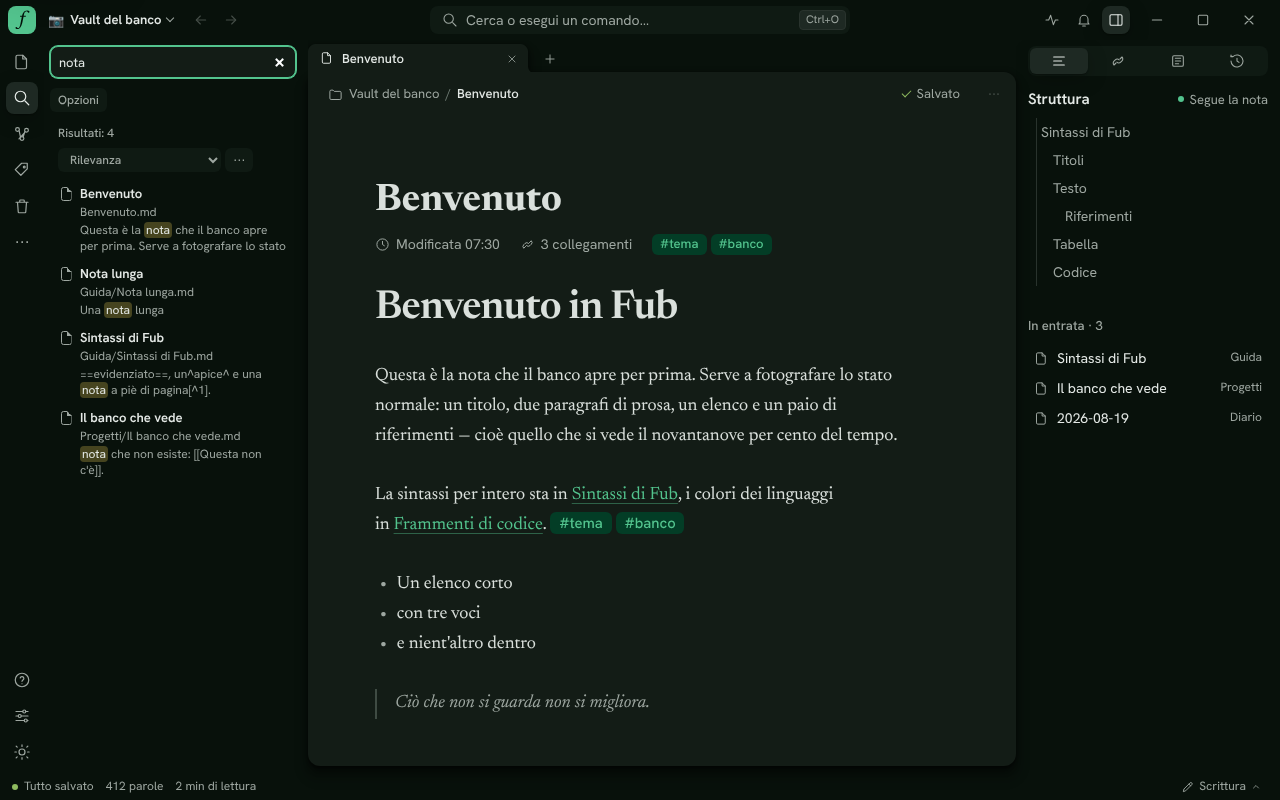 f
Vault del banco
Cerca o esegui un comando...
Ctrl+O
nota
Opzioni
Risultati: 4
Rilevanza
Benvenuto
Benvenuto.md
Questa è la nota che il banco apre
per prima. Serve a fotografare lo stato
Nota lunga
Guida/Nota lunga.md
Una nota lunga
Sintassi di Fub
Guida/Sintassi di Fub.md
==evidenziato==, un^apice^ e una
nota a piè di pagina[^1].
Il banco che vede
Progetti/Il banco che vede.md
nota che non esiste: [[Questa non
c'è]].
Benvenuto
Vault del banco / Benvenuto
Salvato
Benvenuto
Modificata 07:30
3 collegamenti
#tema
#banco
Benvenuto in Fub
Questa è la nota che il banco apre per prima. Serve a fotografare lo stato
normale: un titolo, due paragrafi di prosa, un elenco e un paio di
riferimenti — cioè quello che si vede il novantanove per cento del tempo.
La sintassi per intero sta in Sintassi di Fub, i colori dei linguaggi
in Frammenti di codice. #tema #banco
• Un elenco corto
• con tre voci
• e nient'altro dentro
Ciò che non si guarda non si migliora.
Struttura
Segue la nota
Sintassi di Fub
Titoli
Testo
Riferimenti
Tabella
Codice
In entrata · 3
Sintassi di Fub
Guida
Il banco che vede
Progetti
2026-08-19
Diario
Tutto salvato
412 parole
2 min di lettura
Scrittura